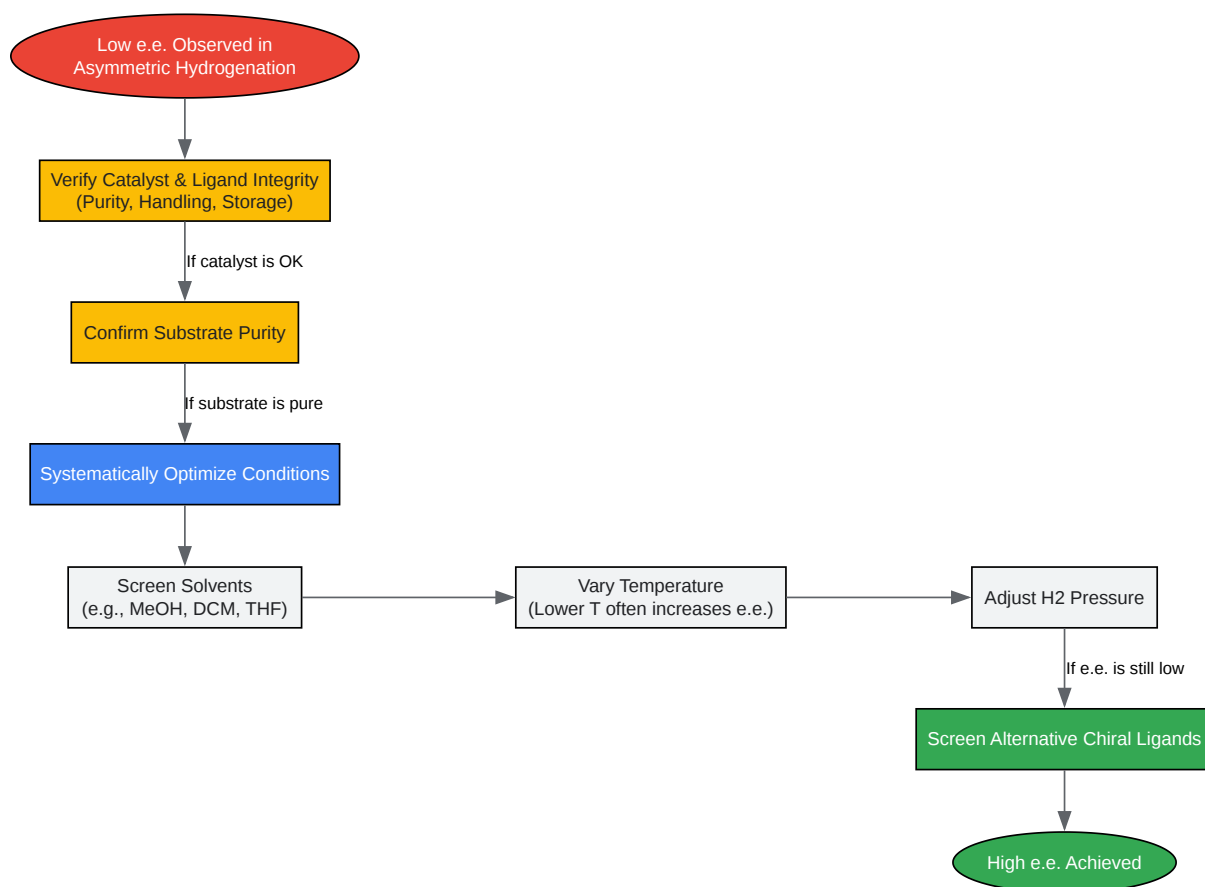 Low e.e. Observed in
Asymmetric Hydrogenation
Verify Catalyst & Ligand Integrity
(Purity, Handling, Storage)
If catalyst is OK
Confirm Substrate Purity
If substrate is pure
Systematically Optimize Conditions
Screen Solvents
(e.g., MeOH, DCM, THF)
Vary Temperature
(Lower T often increases e.e.)
Adjust H2 Pressure
If e.e. is still low
Screen Alternative Chiral Ligands
High e.e. Achieved